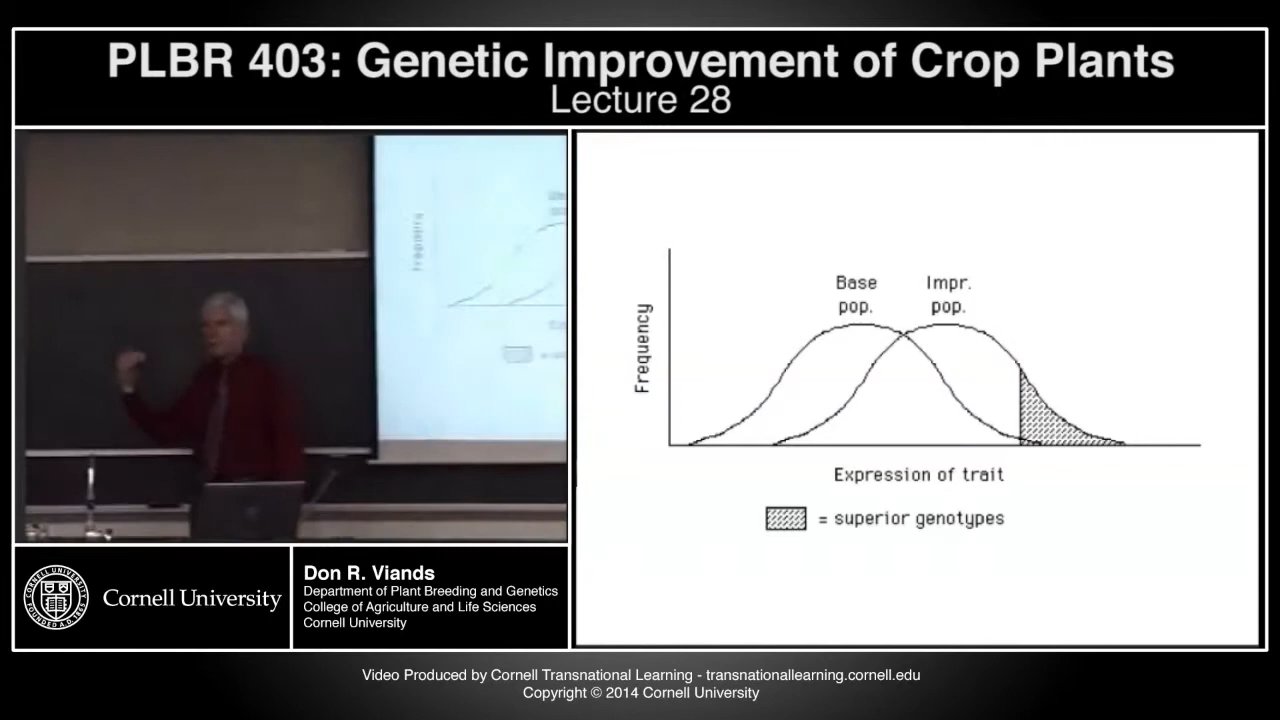 PLBR 403: Genetic Improvement of Crop Plants
Lecture 28
Frequency
Base
pop.
Impr.
pop.
Expression of trait
= superior genotypes
Cornell University
Don R. Viands
Department of Plant Breeding and Genetics
College of Agriculture and Life Sciences
Cornell University
Video Produced by Cornell Transnational Learning - transnationallearning.cornell.edu
Copyright © 2014 Cornell University